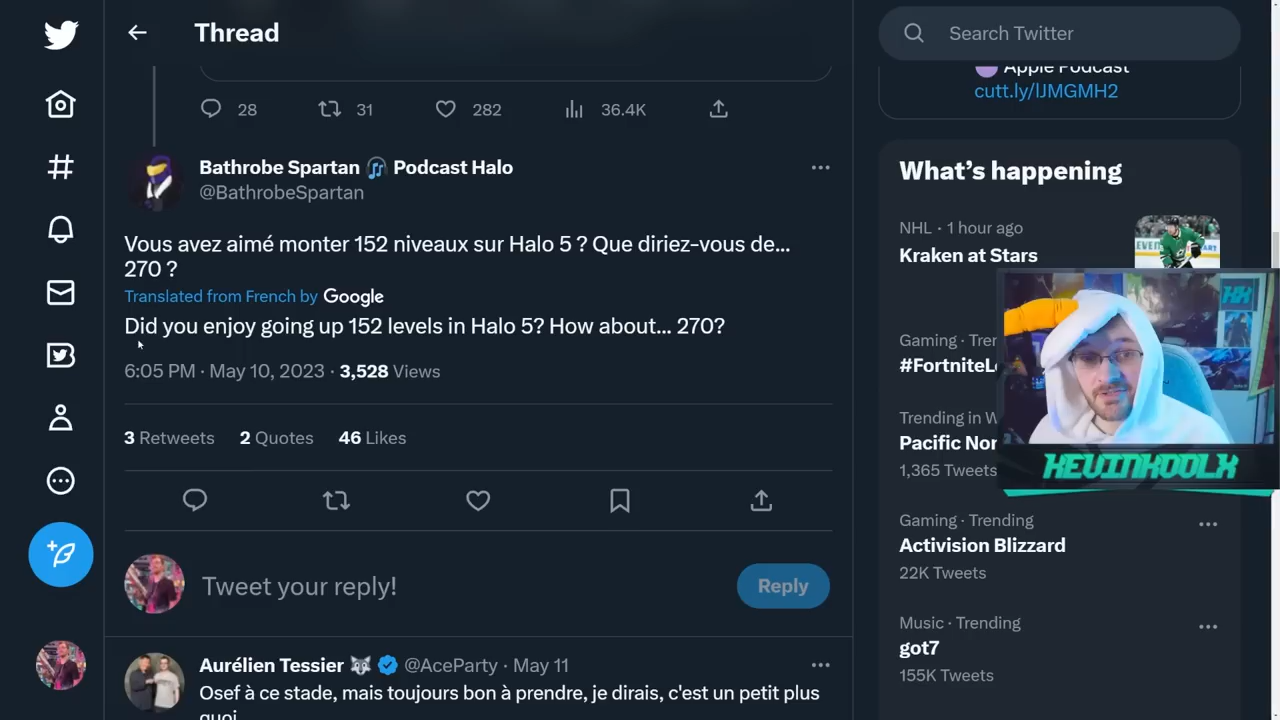 Thread
28
31
282
36.4K
Bathrobe Spartan Podcast Halo
@BathrobeSpartan
Vous avez aimé monter 152 niveaux sur Halo 5 ? Que diriez-vous de...
270 ?
Translated from French by Google
Did you enjoy going up 152 levels in Halo 5? How about... 270?
6:05 PM · May 10, 2023 · 3,528 Views
3 Retweets 2 Quotes 46 Likes
Tweet your reply!
Reply
Aurélien Tessier @AceParty · May 11
Osef à ce stade, mais toujours bon à prendre, je dirais, c'est un petit plus
quoi
Search Twitter
Apple Podcast
cutt.ly/lJMGMH2
What's happening
NHL · 1 hour ago
Kraken at Stars
Gaming · Tren
#FortniteL
Trending in W
Pacific Nor
1,365 Tweets
KEVINKOOLX
Gaming · Trending
Activision Blizzard
22K Tweets
Music · Trending
got7
155K Tweets